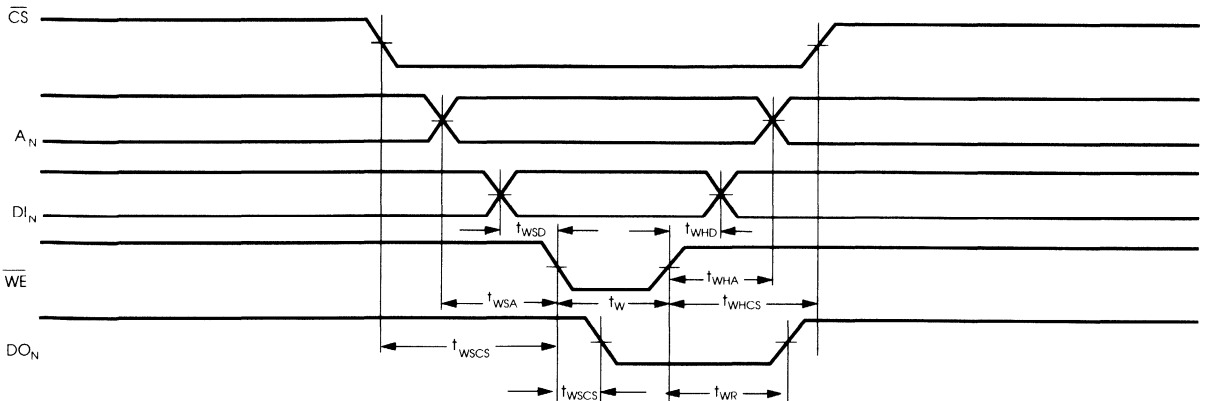 CS
A_N
DI_N
t_WSD
t_WHD
WE
t_WHA
t_WSA
t_W
t_WHCS
DO_N
t_WSCS
t_WSCS
t_WR